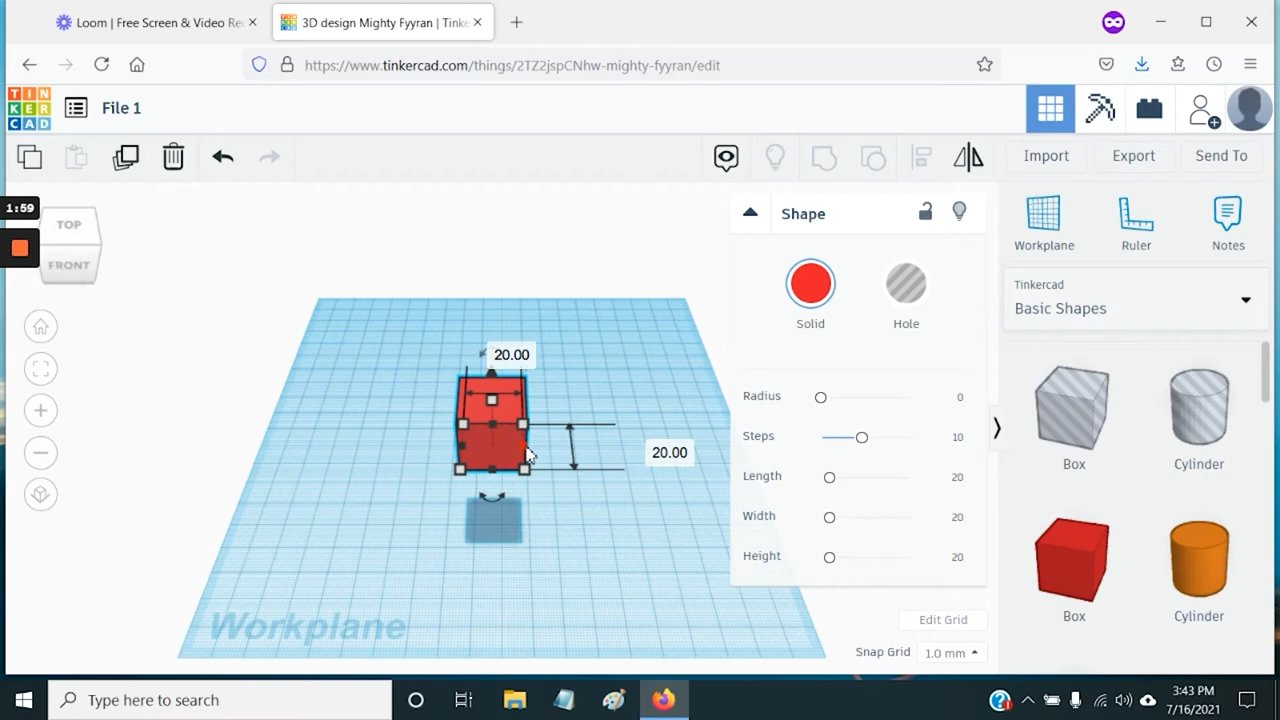 Loom | Free Screen & Video Re
3D design Mighty Fyyran | Tinke
https://www.tinkercad.com/things/2TZ2jspCNhw-mighty-fyyran/edit
TIN
KER
CAD
File 1
Import
Export
Send To
1:59
TOP
FRONT
Shape
Solid
Hole
Radius 0
Steps 10
Length 20
Width 20
Height 20
20.00
20.00
Workplane
Edit Grid
Snap Grid 1.0 mm
Workplane
Ruler
Notes
Tinkercad
Basic Shapes
Box
Cylinder
Box
Cylinder
Type here to search
3:43 PM
7/16/2021